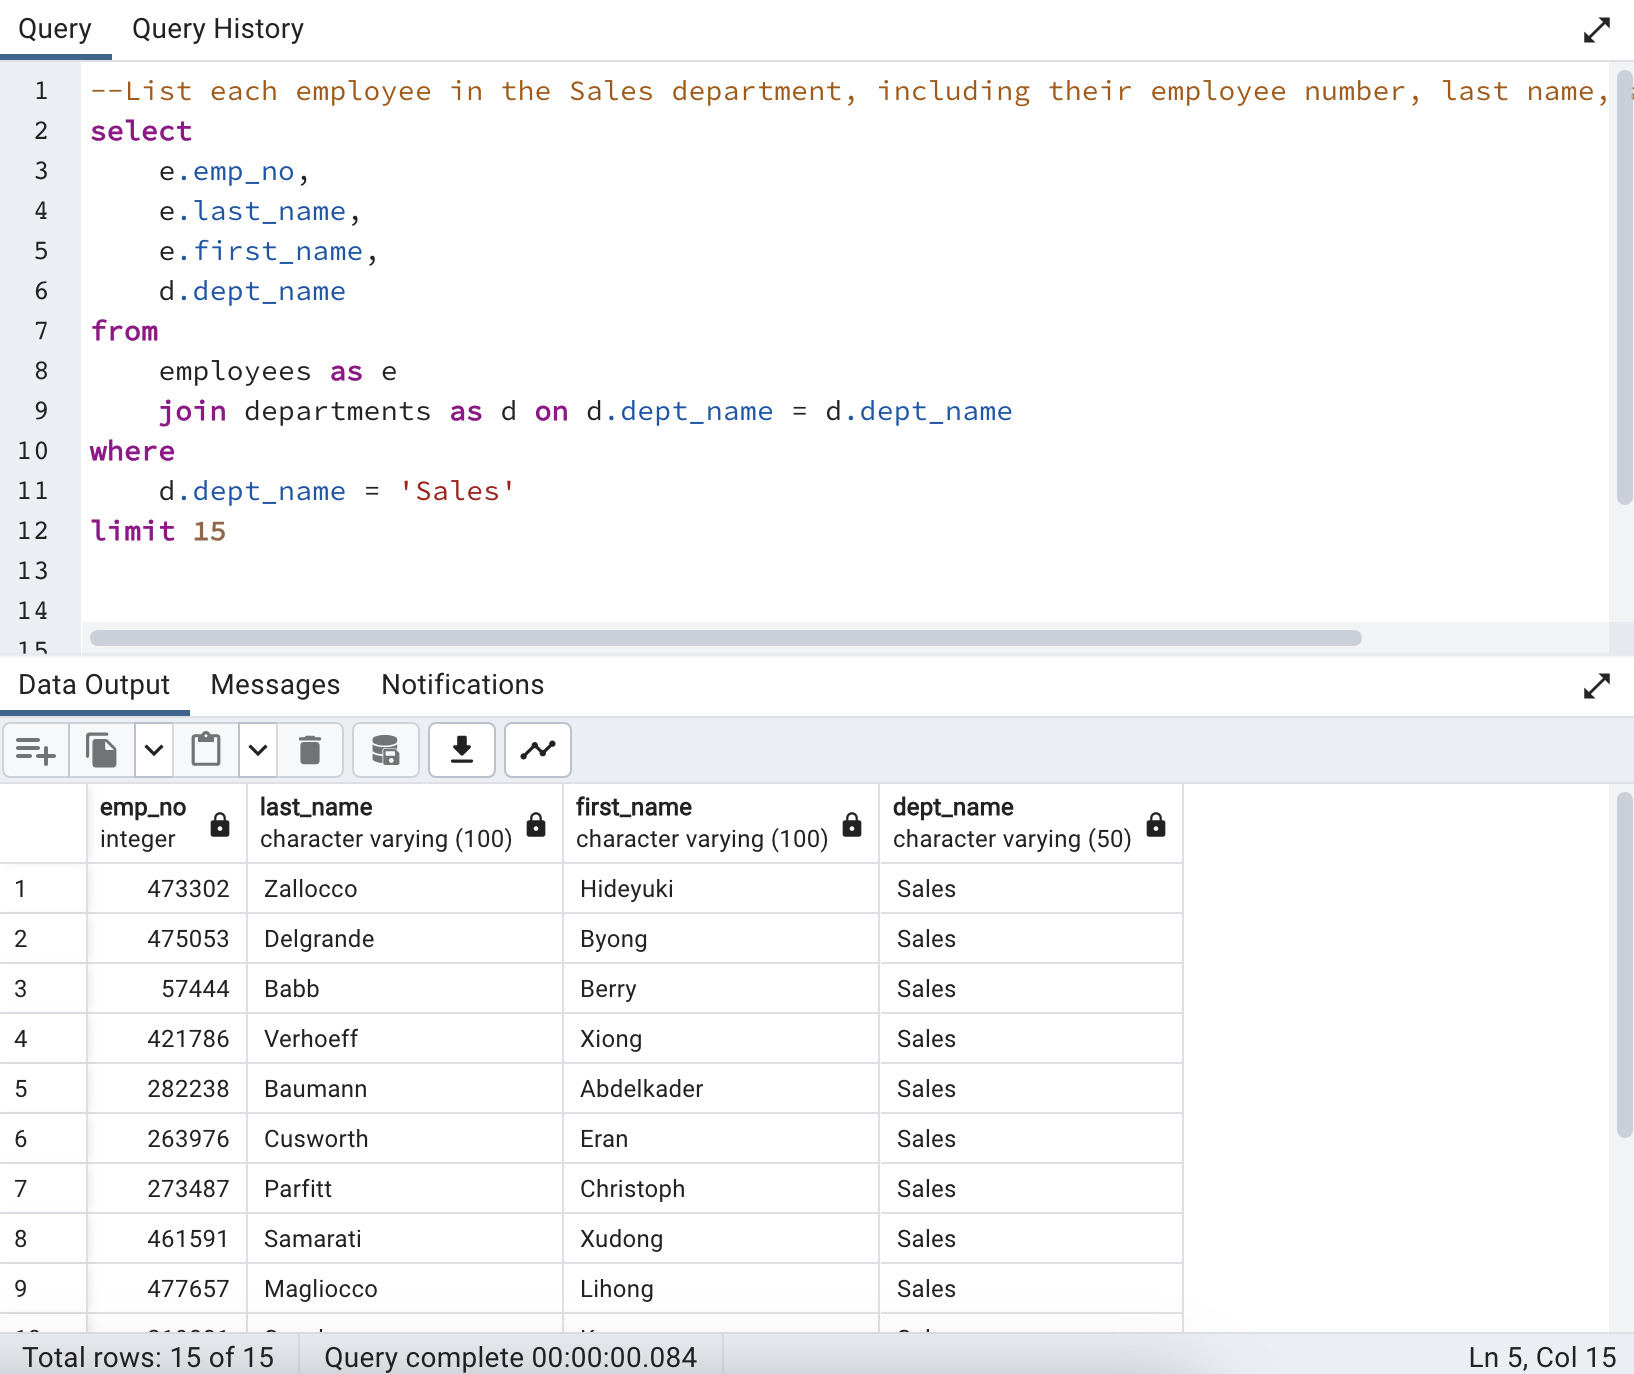 Query Query History
1 --List each employee in the Sales department, including their employee number, last name,
2 select
3 e.emp_no,
4 e.last_name,
5 e.first_name,
6 d.dept_name
7 from
8 employees as e
9 join departments as d on d.dept_name = d.dept_name
10 where
11 d.dept_name = 'Sales'
12 limit 15
13
14
15
Data Output Messages Notifications
emp_no last_name first_name dept_name
integer character varying (100) character varying (100) character varying (50)
1 473302 Zallocco Hideyuki Sales
2 475053 Delgrande Byong Sales
3 57444 Babb Berry Sales
4 421786 Verhoeff Xiong Sales
5 282238 Baumann Abdelkader Sales
6 263976 Cusworth Eran Sales
7 273487 Parfitt Christoph Sales
8 461591 Samarati Xudong Sales
9 477657 Magliocco Lihong Sales
Total rows: 15 of 15 Query complete 00:00:00.084 Ln 5, Col 15